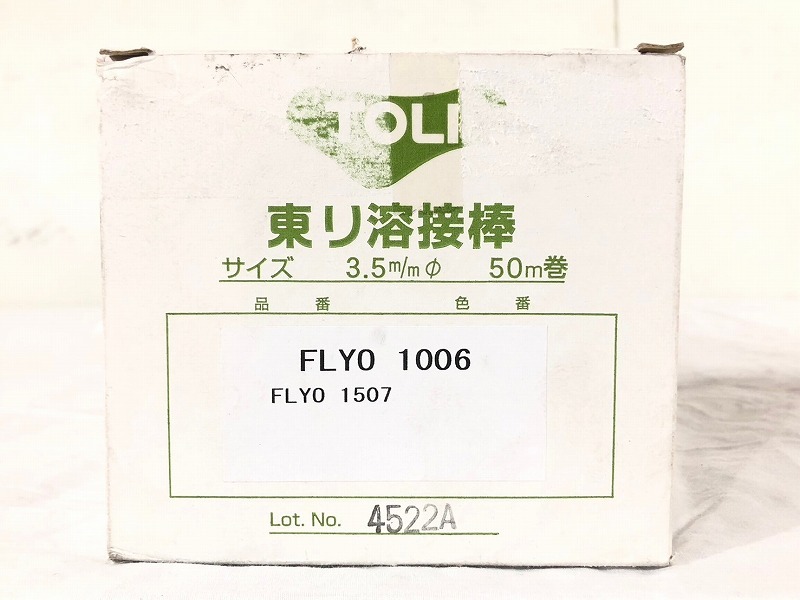 TOLI
東リ溶接棒
サイズ 3.5m/mφ 50m巻
品番 色番
FLYO 1006
FLYO 1507
Lot. No. 4522A